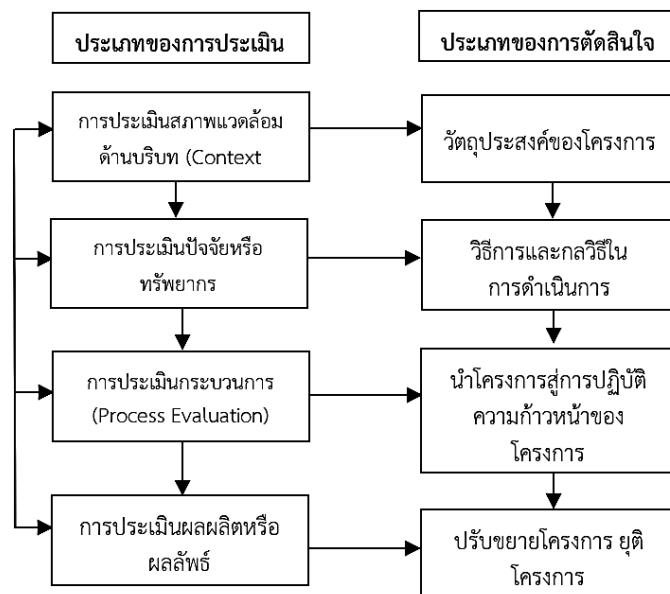 ประเภทของการประเมิน
ประเภทของการตัดสินใจ
การประเมินสภาพแวดล้อม
ด้านบริบท (Context
วัตถุประสงค์ของโครงการ
การประเมินปัจจัยหรือ
ทรัพยากร
วิธีการและกลวิธีใน
การดำเนินการ
การประเมินกระบวนการ
(Process Evaluation)
นำโครงการสู่การปฏิบัติ
ความก้าวหน้าของ
โครงการ
การประเมินผลผลิตหรือ
ผลลัพธ์
ปรับขยายโครงการ ยุติ
โครงการ